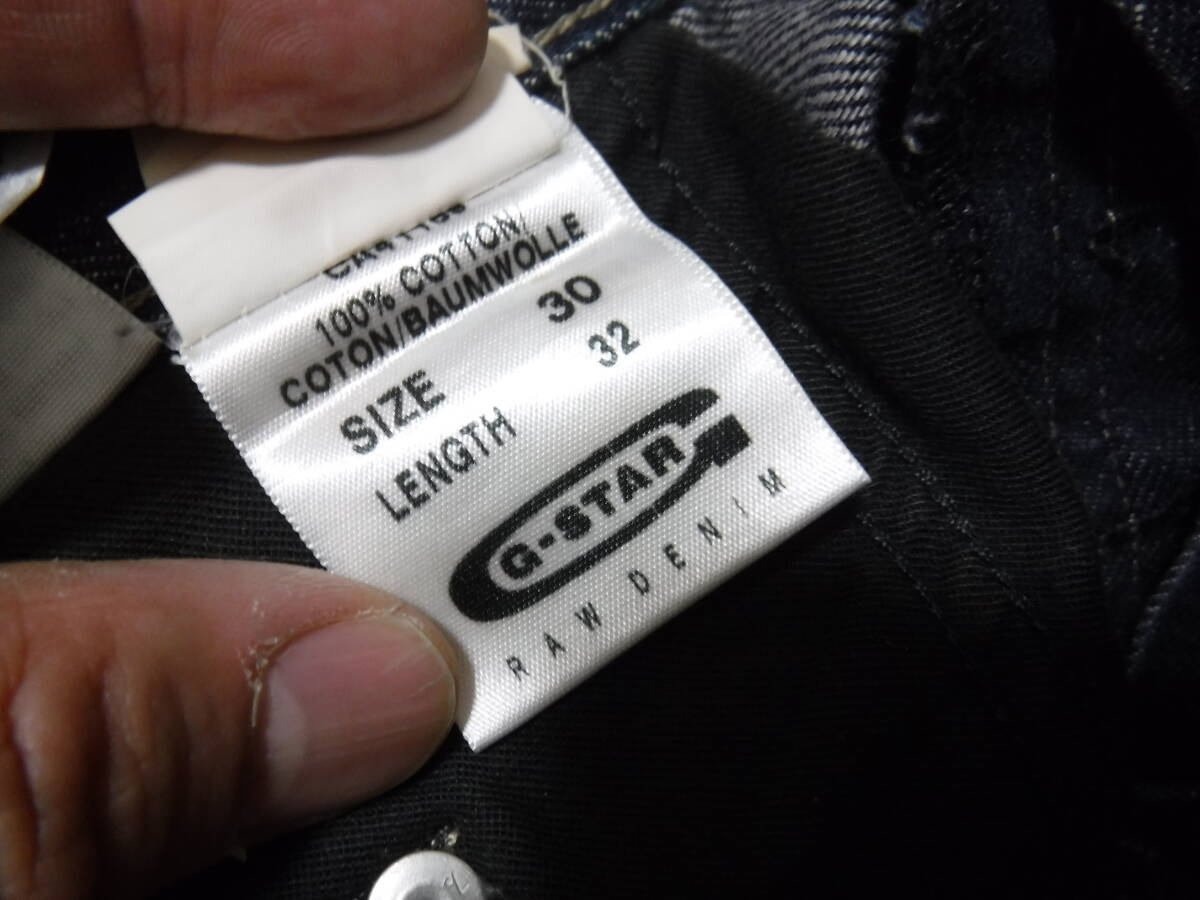 100% COTTON/
COTON/BAUMWOLLE
SIZE 30
LENGTH 32
G-STAR
RAW DENIM